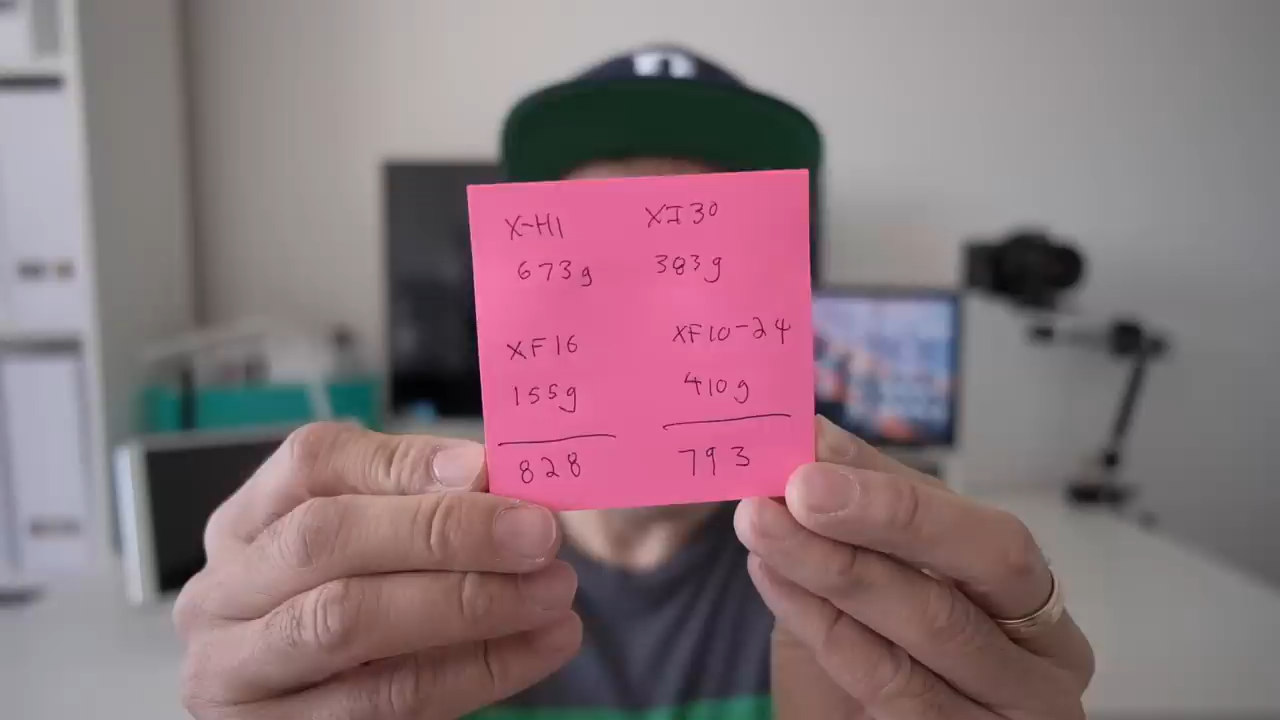 X-H1 XT30
673g 383g
XF16 XF10-24
155g 410g
828 793
n